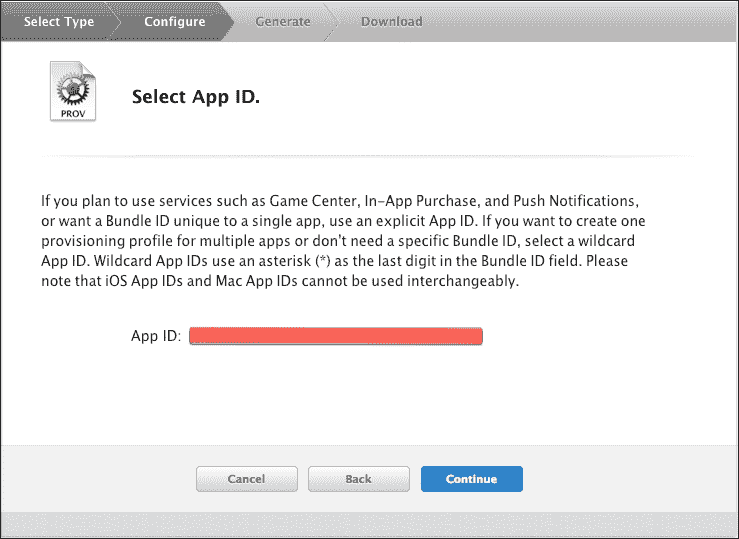 Select Type Configure Generate Download
PROV
Select App ID.
If you plan to use services such as Game Center, In-App Purchase, and Push Notifications,
or want a Bundle ID unique to a single app, use an explicit App ID. If you want to create one
provisioning profile for multiple apps or don't need a specific Bundle ID, select a wildcard
App ID. Wildcard App IDs use an asterisk (*) as the last digit in the Bundle ID field. Please
note that iOS App IDs and Mac App IDs cannot be used interchangeably.
App ID:
Cancel Back Continue